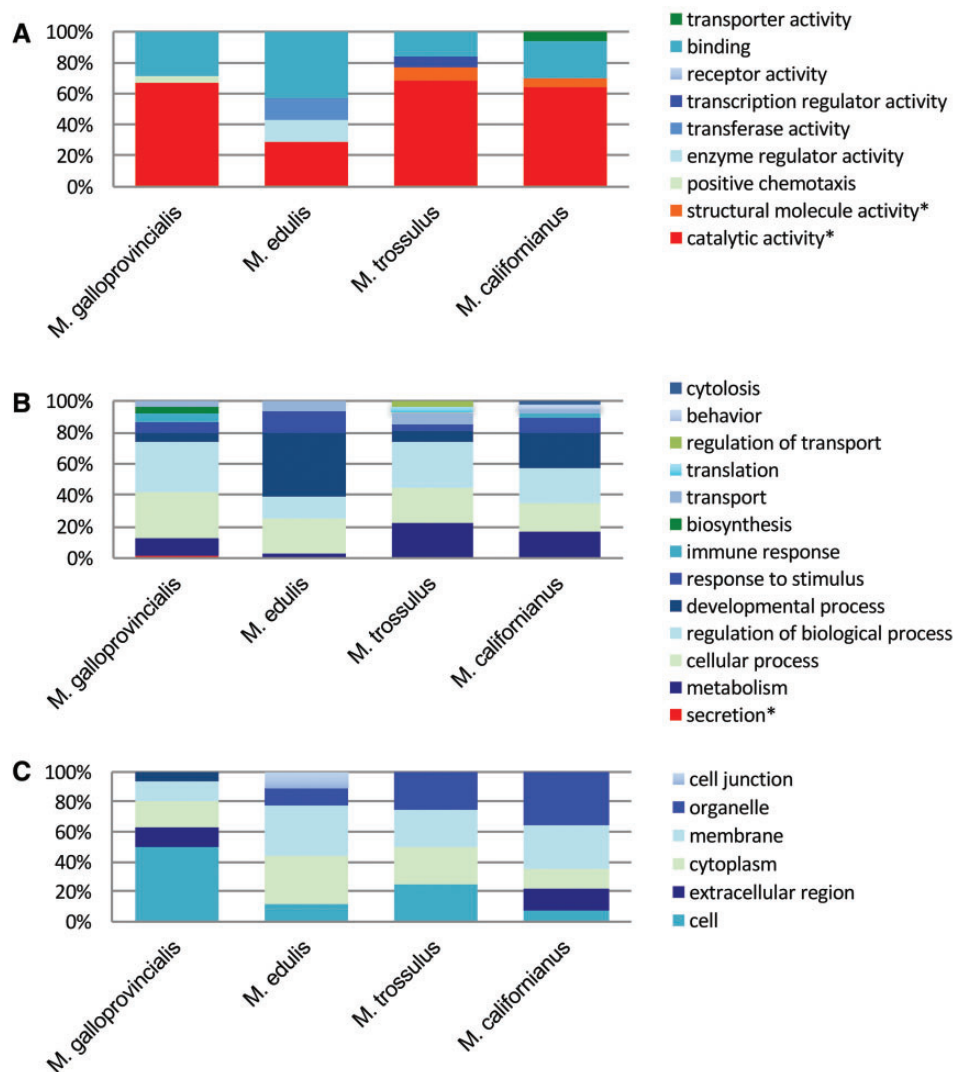 A
100%
80%
60%
40%
20%
0%
M. galloprovincialis
M. edulis
M. trossulus
M. californianus
transporter activity
binding
receptor activity
transcription regulator activity
transferase activity
enzyme regulator activity
positive chemotaxis
structural molecule activity*
catalytic activity*
B
100%
80%
60%
40%
20%
0%
M. galloprovincialis
M. edulis
M. trossulus
M. californianus
cytolosis
behavior
regulation of transport
translation
transport
biosynthesis
immune response
response to stimulus
developmental process
regulation of biological process
cellular process
metabolism
secretion*
C
100%
80%
60%
40%
20%
0%
M. galloprovincialis
M. edulis
M. trossulus
M. californianus
cell junction
organelle
membrane
cytoplasm
extracellular region
cell